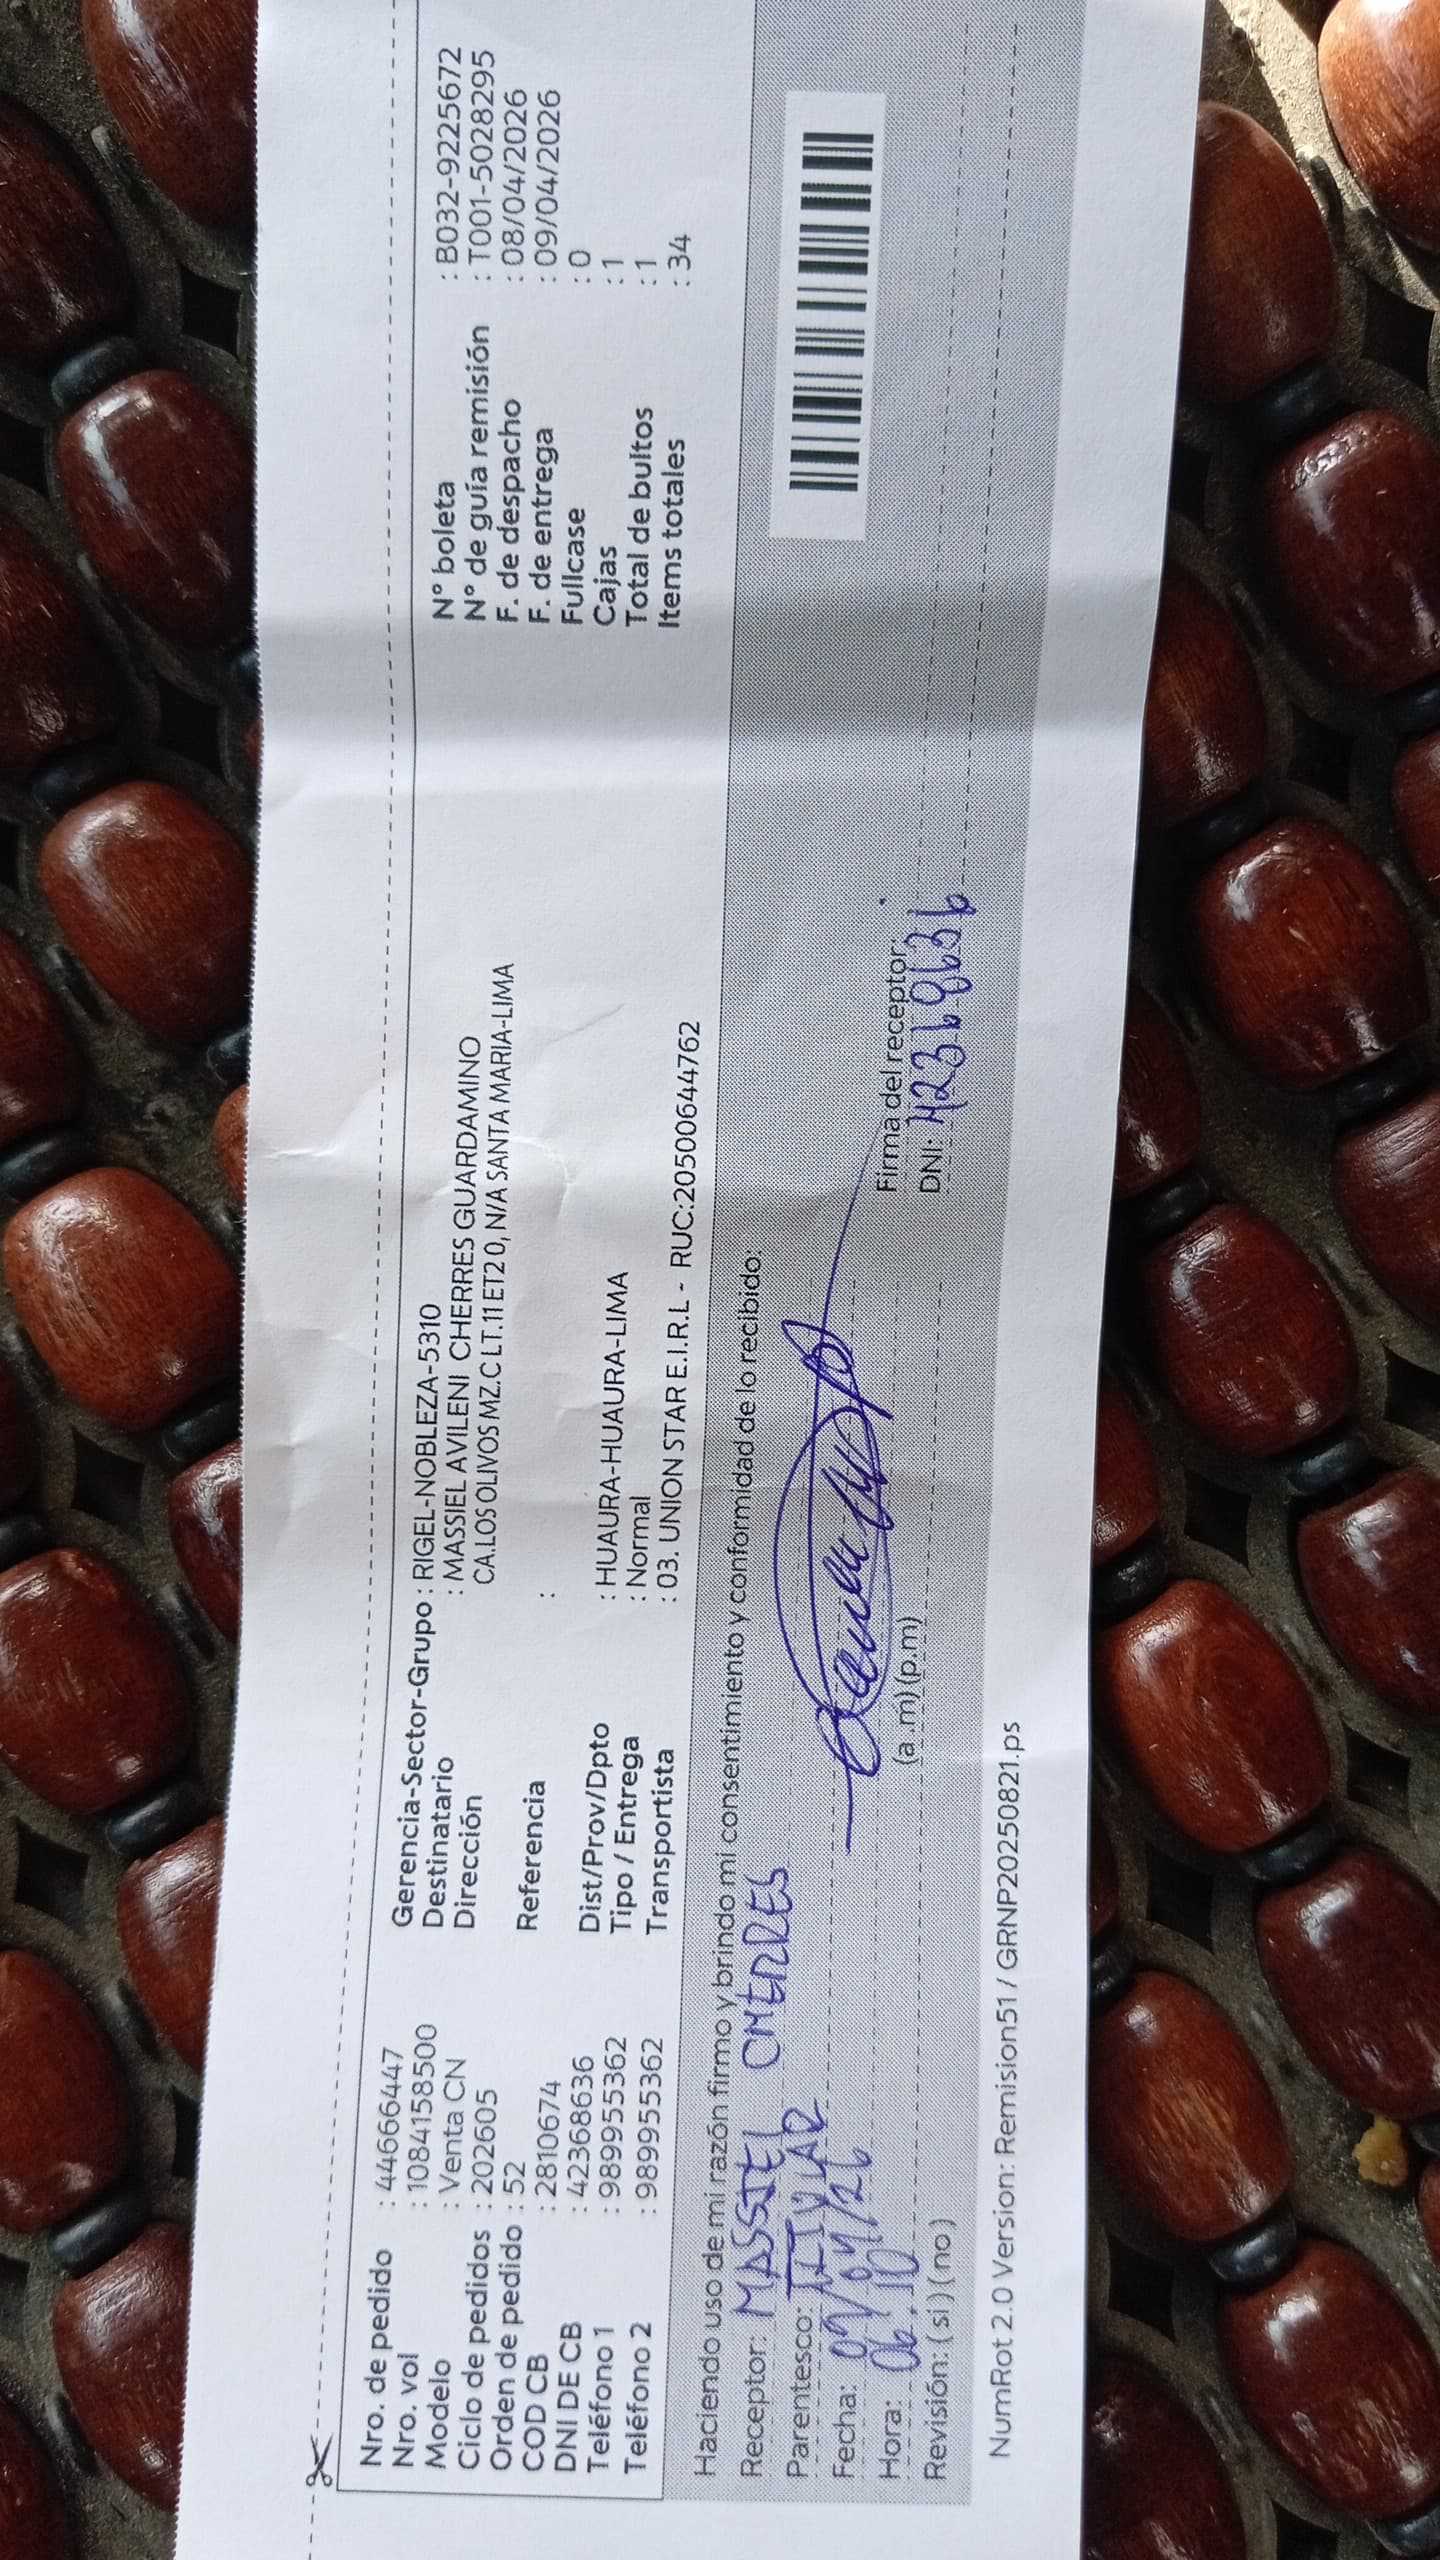 Nro. de pedido : 44666447
Nro. vol : 1084158500
Modelo : Venta CN
Ciclo de pedidos : 202605
Orden de pedido : 52
COD CB : 2810674
DNI DE CB : 42368636
Teléfono 1 : 989955362
Teléfono 2 : 989955362
Gerencia-Sector-Grupo : RIGEL-NOBLEZA-5310
Destinatario : MASSIEL AVILENI CHERRES GUARDAMINO
Dirección CA.LOS OLIVOS MZ.C LT.11 ET2 0, N/A SANTA MARIA-LIMA
Referencia :
Dist/Prov/Dpto : HUAURA-HUAURA-LIMA
Tipo / Entrega : Normal
Transportista : 03. UNION STAR E.I.R.L - RUC:20500644762
N° boleta : B032-9225672
N° de guía remisión : T001-5028295
F. de despacho : 08/04/2026
F. de entrega : 09/04/2026
Fullcase : 0
Cajas : 1
Total de bultos : 1
Items totales : 34
Haciendo uso de mi razón firmo y brindo mi consentimiento y conformidad de lo recibido:
Receptor: MASSIEL CHERRES
Parentesco: TITULAR
Fecha: 09/04/26
Hora: 06:10 (a .m) (p.m) Firma del receptor:
Revisión: ( si ) ( no ) DNI: 42368636
NumRot 2.0 Version: Remision51 / GRNP20250821.ps